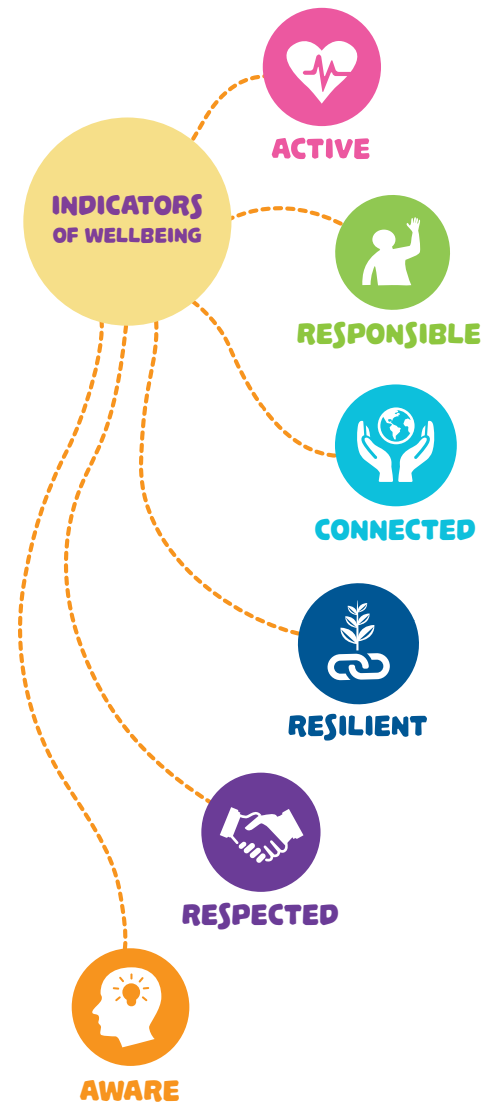 ACTIVE
INDICATORS
OF WELLBEING
RESPONSIBLE
CONNECTED
RESILIENT
RESPECTED
AWARE